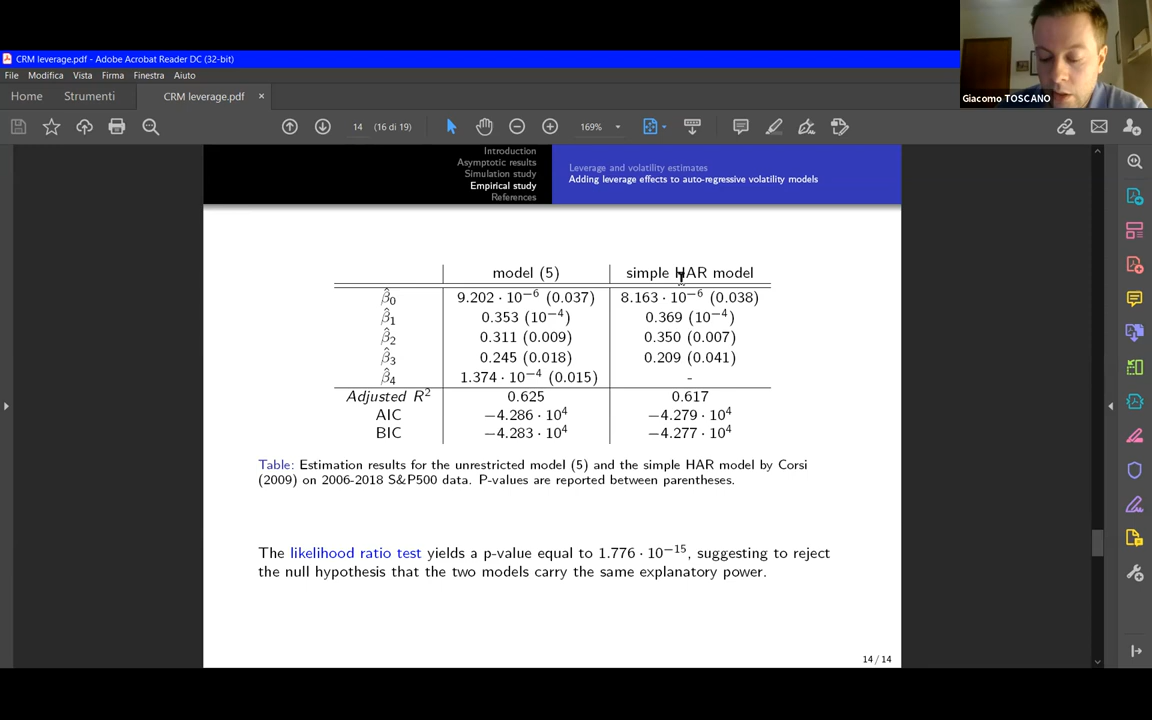 CRM leverage.pdf - Adobe Acrobat Reader DC (32-bit)
File Modifica Vista Firma Finestra Aiuto
Home Strumenti CRM leverage.pdf ×
14 (16 di 19) 169%
Giacomo TOSCANO
Introduction
Asymptotic results
Simulation study
Empirical study
References
Leverage and volatility estimates
Adding leverage effects to auto-regressive volatility models
model (5) simple HAR model
β̂₀ 9.202 · 10⁻⁶ (0.037) 8.163 · 10⁻⁶ (0.038)
β̂₁ 0.353 (10⁻⁴) 0.369 (10⁻⁴)
β̂₂ 0.311 (0.009) 0.350 (0.007)
β̂₃ 0.245 (0.018) 0.209 (0.041)
β̂₄ 1.374 · 10⁻⁴ (0.015) -
Adjusted R² 0.625 0.617
AIC −4.286 · 10⁴ −4.279 · 10⁴
BIC −4.283 · 10⁴ −4.277 · 10⁴
Table: Estimation results for the unrestricted model (5) and the simple HAR model by Corsi
(2009) on 2006-2018 S&P500 data. P-values are reported between parentheses.
The likelihood ratio test yields a p-value equal to 1.776 · 10⁻¹⁵, suggesting to reject
the null hypothesis that the two models carry the same explanatory power.
14 / 14